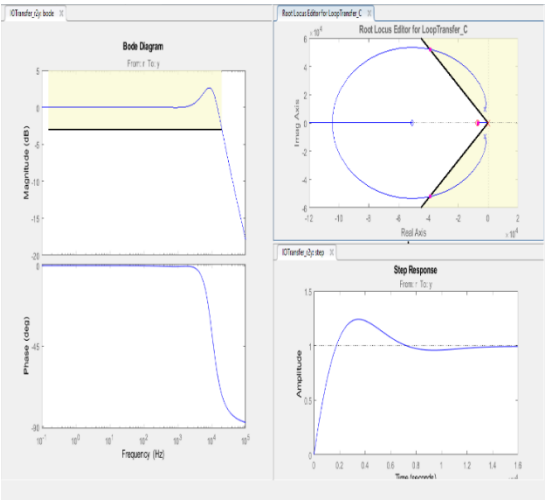 IOTransfer_r2y: bode
Bode Diagram
From: r To: y
Magnitude (dB)
5
0
-5
-10
-15
-20
Phase (deg)
0
-45
-90
10^-1
10^0
10^1
10^2
10^3
10^4
10^5
Frequency (Hz)
Root Locus Editor for LoopTransfer_C
Root Locus Editor for LoopTransfer_C
Imag Axis
6
4
2
0
-2
-4
-6
-12
-10
-8
-6
-4
-2
0
2
Real Axis
IOTransfer_r2y: step
Step Response
From: r To: y
Amplitude
1.5
1
0.5
0
0
0.2
0.4
0.6
0.8
1
1.2
1.4
1.6
Time (seconds)